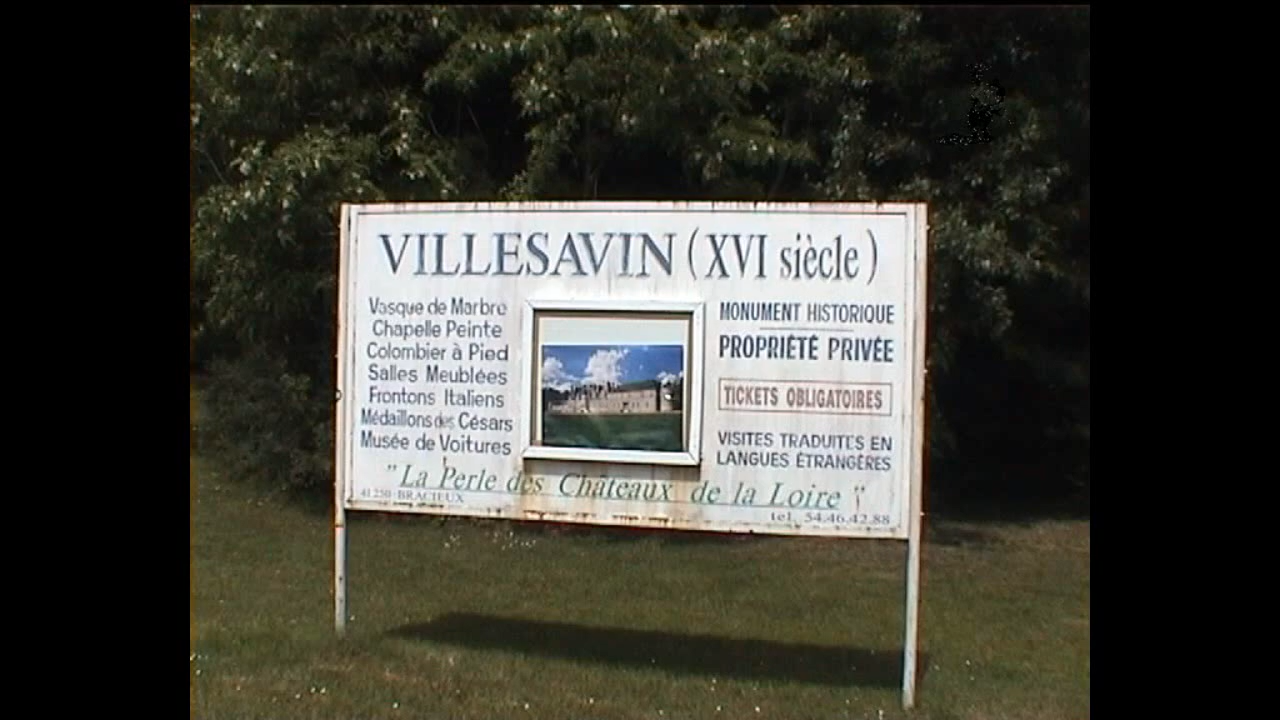 VILLESAVIN (XVI siècle)
Vasque de Marbre
Chapelle Peinte
Colombier à Pied
Salles Meublées
Frontons Italiens
Médaillons des Césars
Musée de Voitures
MONUMENT HISTORIQUE
PROPRIÉTÉ PRIVÉE
TICKETS OBLIGATOIRES
VISITES TRADUITES EN
LANGUES ÉTRANGÈRES
"La Perle des Châteaux de la Loire"
41250 BRACIEUX
tel. 54.46.42.88